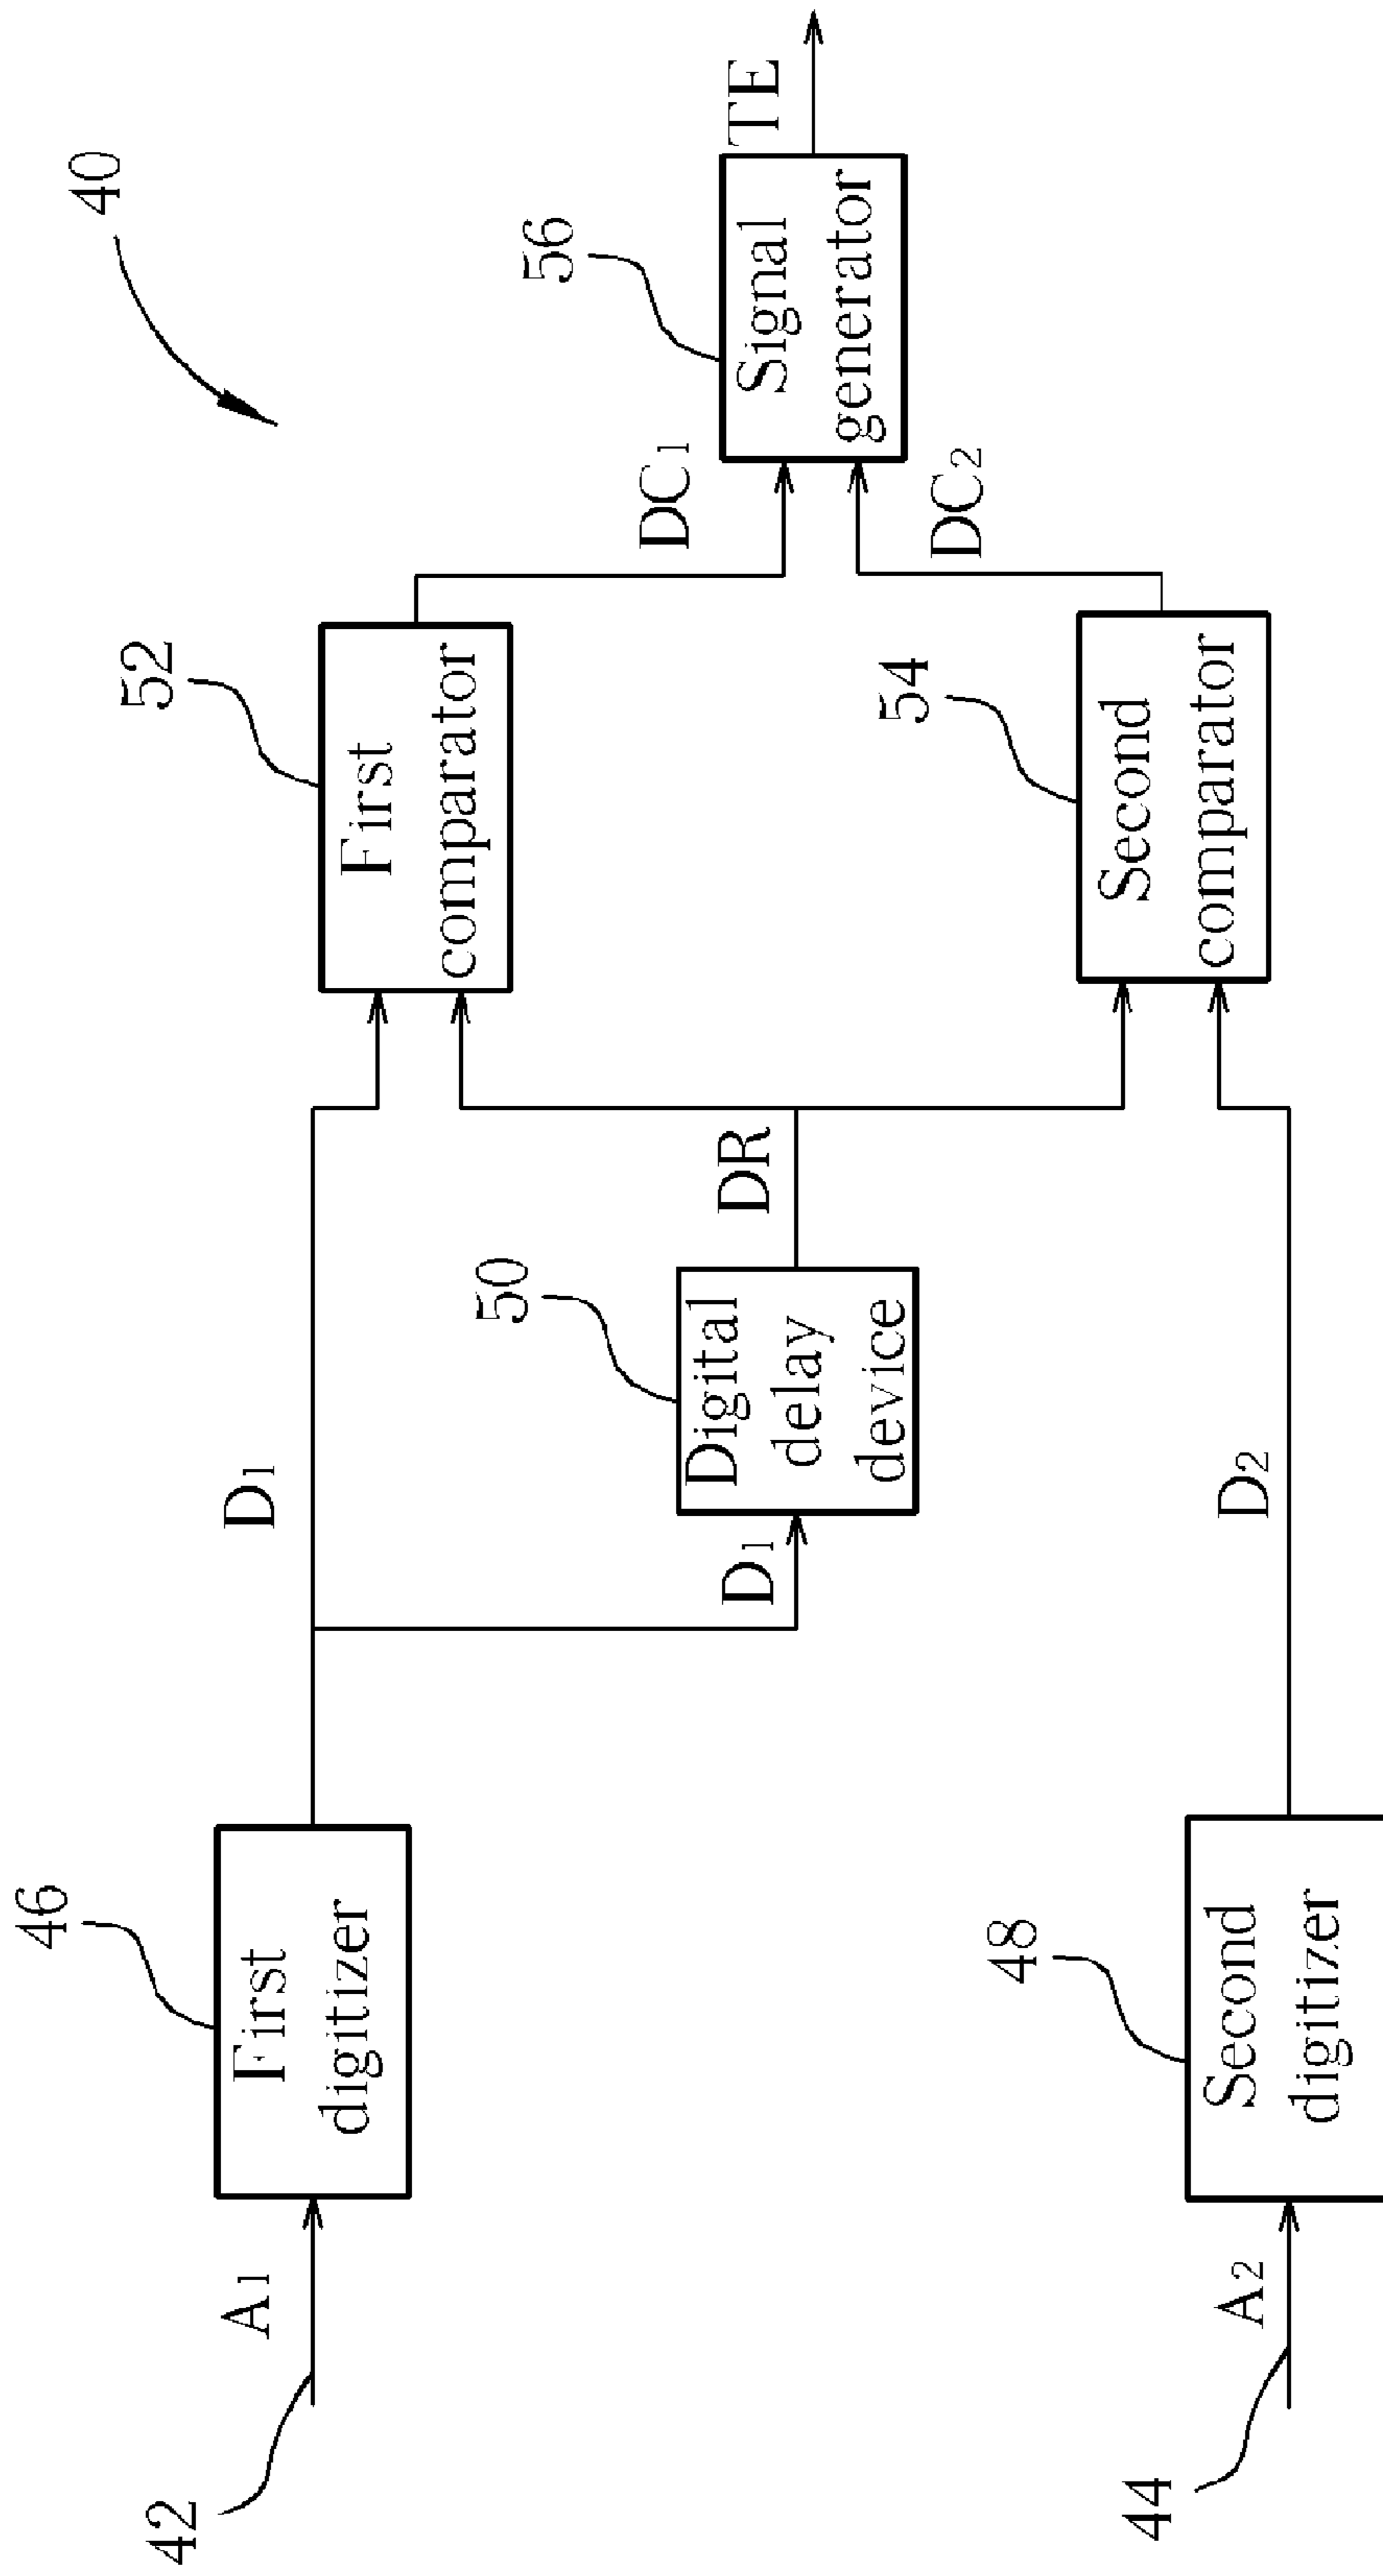 40
42
A1
46
First
digitizer
D1
D1
50
Digital
delay
device
DR
52
First
comparator
DC1
56
Signal
generator
TE
44
A2
48
Second
digitizer
D2
54
Second
comparator
DC2